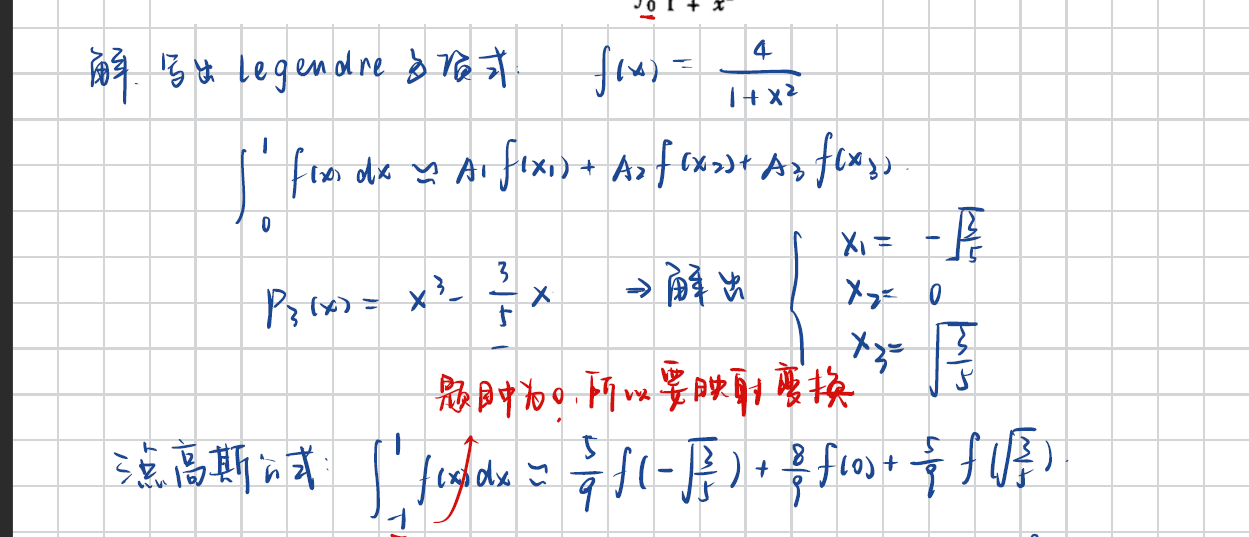 ∫₀ 1 + x²
解. 写出 legendre 多项式: f(x) = 4/(1+x²)
∫₀¹ f(x) dx ≌ A₁f(x₁) + A₂f(x₂) + A₃f(x₃).
P₃(x) = x³ - 3/5 x ⇒ 解出 { x₁ = -√(3/5)
x₂ = 0
x₃ = √(3/5)
题目中为0, 所以要映射变换
三点高斯公式: ∫₋₁¹ f(x)dx ≌ 5/9 f(-√(3/5)) + 8/9 f(0) + 5/9 f(√(3/5)).